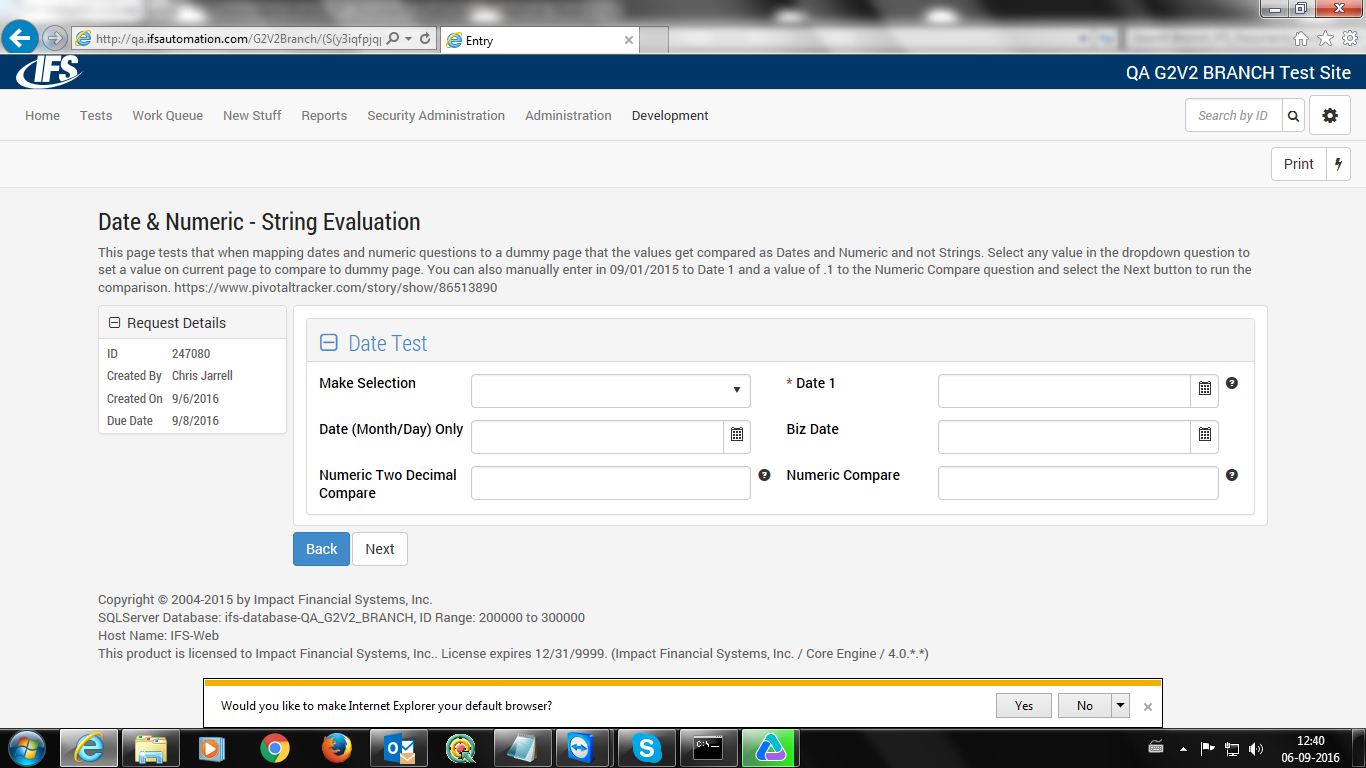 http://qa.ifsautomation.com/G2V2Branch/(S(y3iqfpjqp
Entry
IFS
QA G2V2 BRANCH Test Site
Home Tests Work Queue New Stuff Reports Security Administration Administration Development
Search by ID
Print
Date & Numeric - String Evaluation
This page tests that when mapping dates and numeric questions to a dummy page that the values get compared as Dates and Numeric and not Strings. Select any value in the dropdown question to
set a value on current page to compare to dummy page. You can also manually enter in 09/01/2015 to Date 1 and a value of .1 to the Numeric Compare question and select the Next button to run the
comparison. https://www.pivotaltracker.com/story/show/86513890
Request Details
ID 247080
Created By Chris Jarrell
Created On 9/6/2016
Due Date 9/8/2016
Date Test
Make Selection
* Date 1
Date (Month/Day) Only
Biz Date
Numeric Two Decimal
Compare
Numeric Compare
Back Next
Copyright © 2004-2015 by Impact Financial Systems, Inc.
SQLServer Database: ifs-database-QA_G2V2_BRANCH, ID Range: 200000 to 300000
Host Name: IFS-Web
This product is licensed to Impact Financial Systems, Inc.. License expires 12/31/9999. (Impact Financial Systems, Inc. / Core Engine / 4.0.*.*)
Would you like to make Internet Explorer your default browser?
Yes No
12:40
06-09-2016